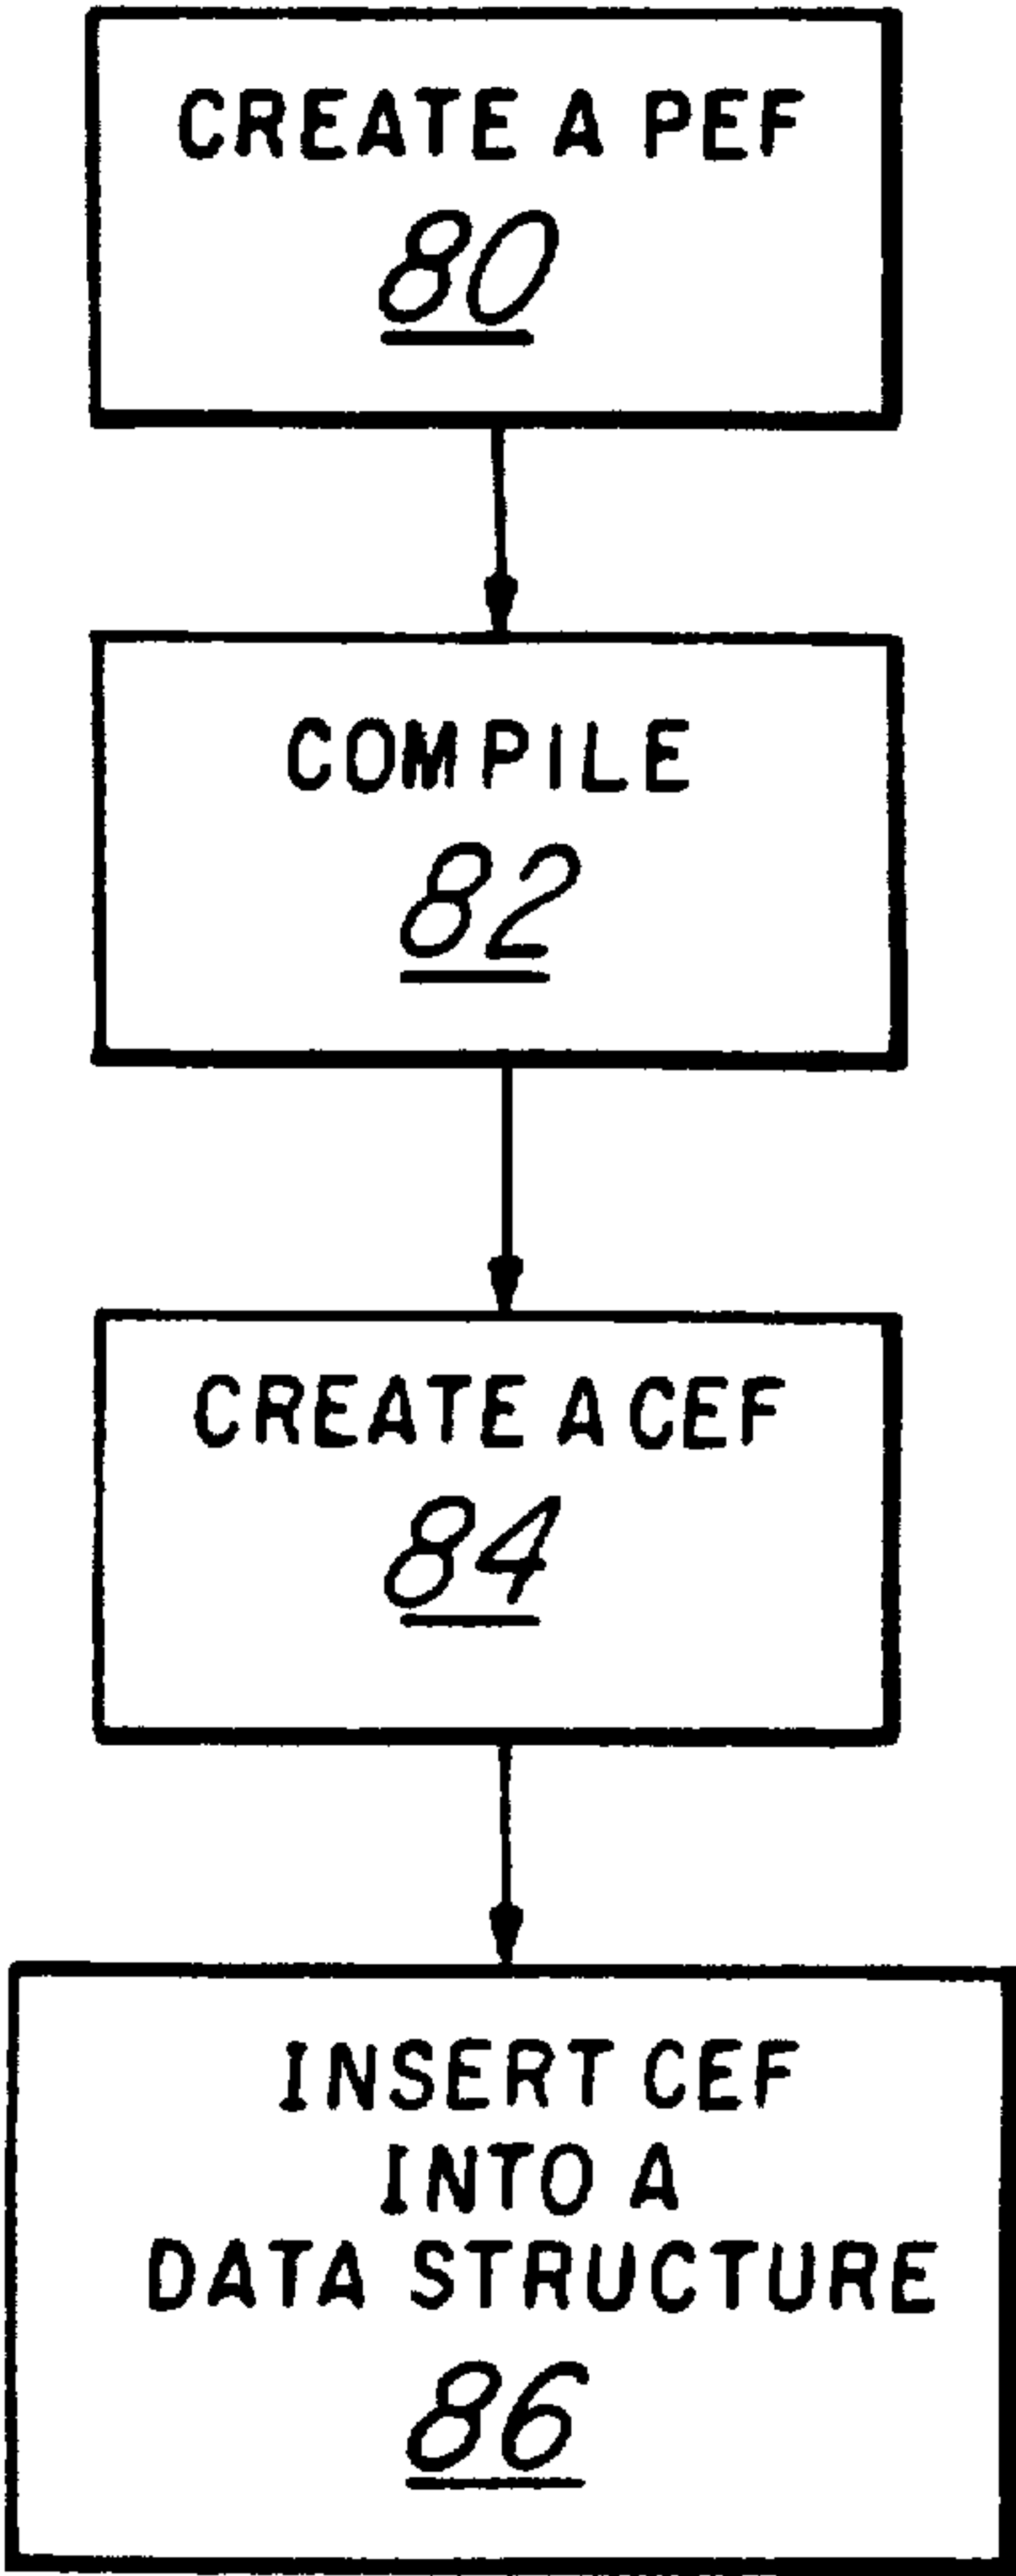 CREATE A PEF
80
COMPILE
82
CREATE A CEF
84
INSERT CEF
INTO A
DATA STRUCTURE
86